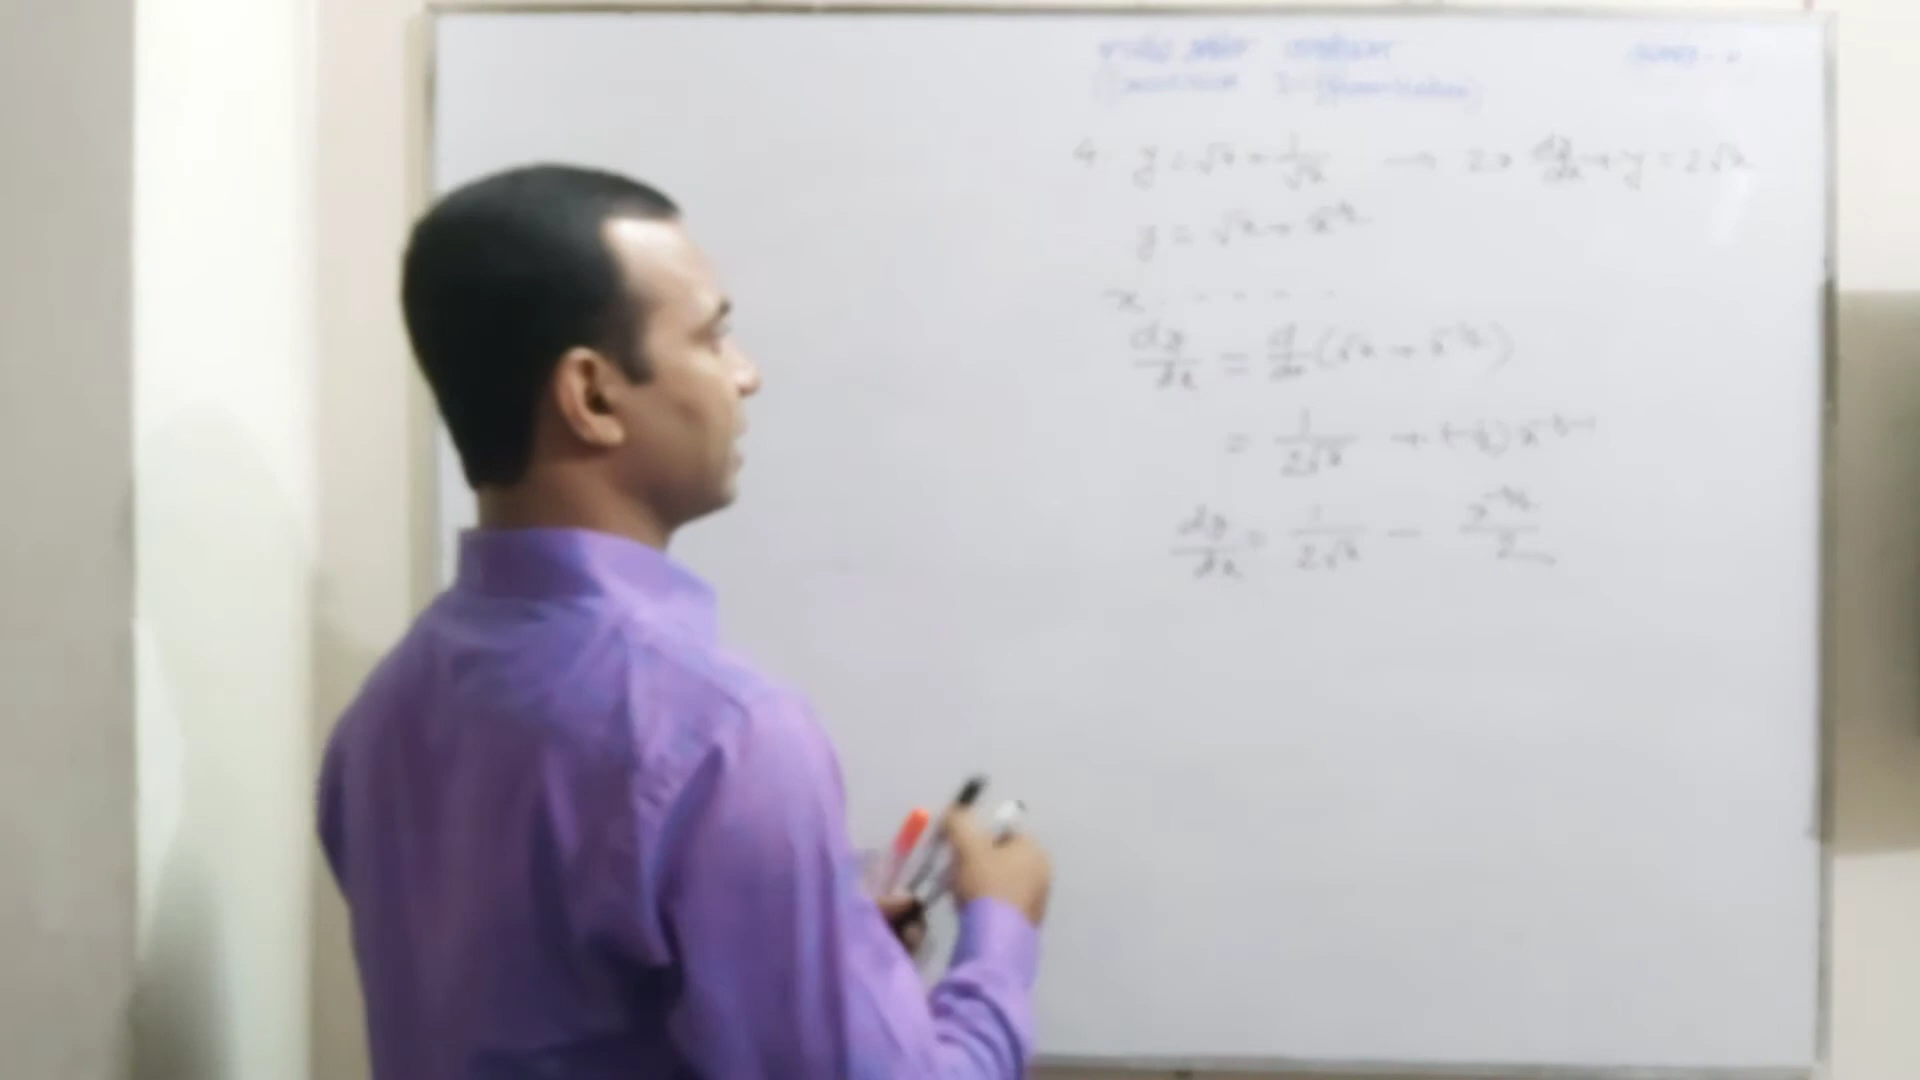 4. y = √x + 1/√x → 2x dy/dx + y = 2√x
y = √x + x^-½
x - - - - -
dy/dx = d/dx (√x + x^-½)
= 1/2√x + (-½) x^-½-1
dy/dx = 1/2√x - x^-3/2/2